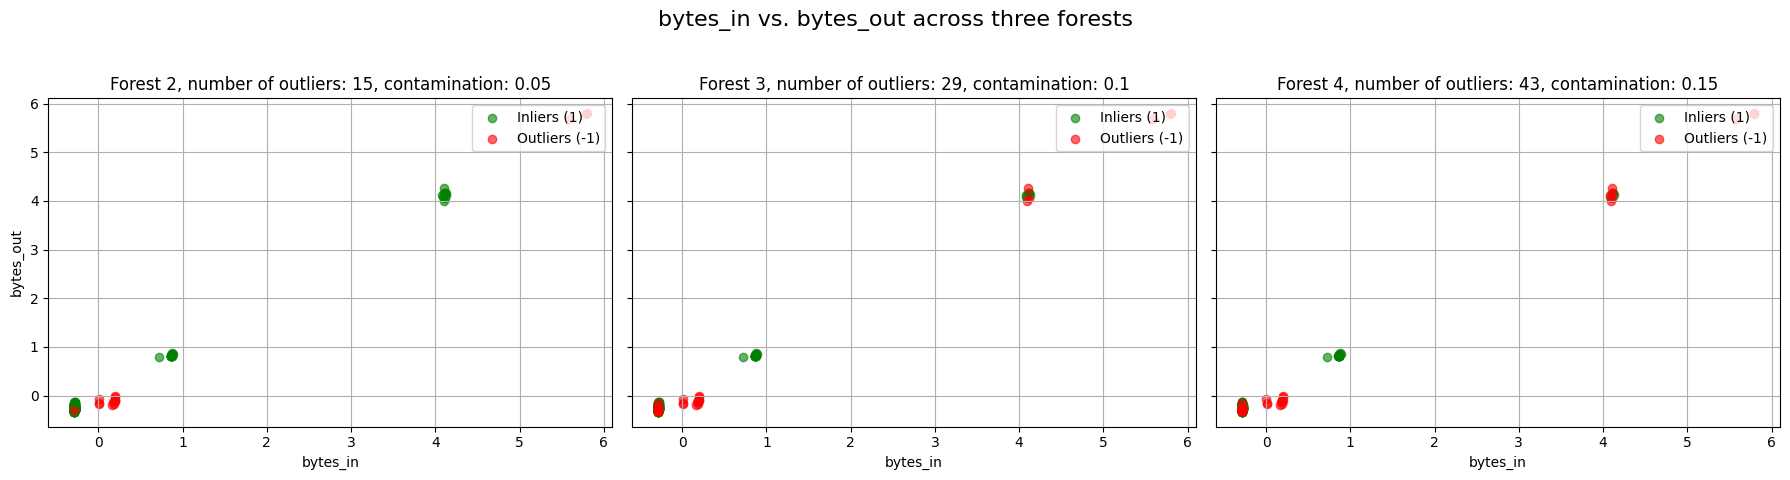 bytes_in vs. bytes_out across three forests
Forest 2, number of outliers: 15, contamination: 0.05
Inliers (1)
Outliers (-1)
bytes_out
6
5
4
3
2
1
0
0 1 2 3 4 5 6
bytes_in
Forest 3, number of outliers: 29, contamination: 0.1
Inliers (1)
Outliers (-1)
0 1 2 3 4 5 6
bytes_in
Forest 4, number of outliers: 43, contamination: 0.15
Inliers (1)
Outliers (-1)
0 1 2 3 4 5 6
bytes_in